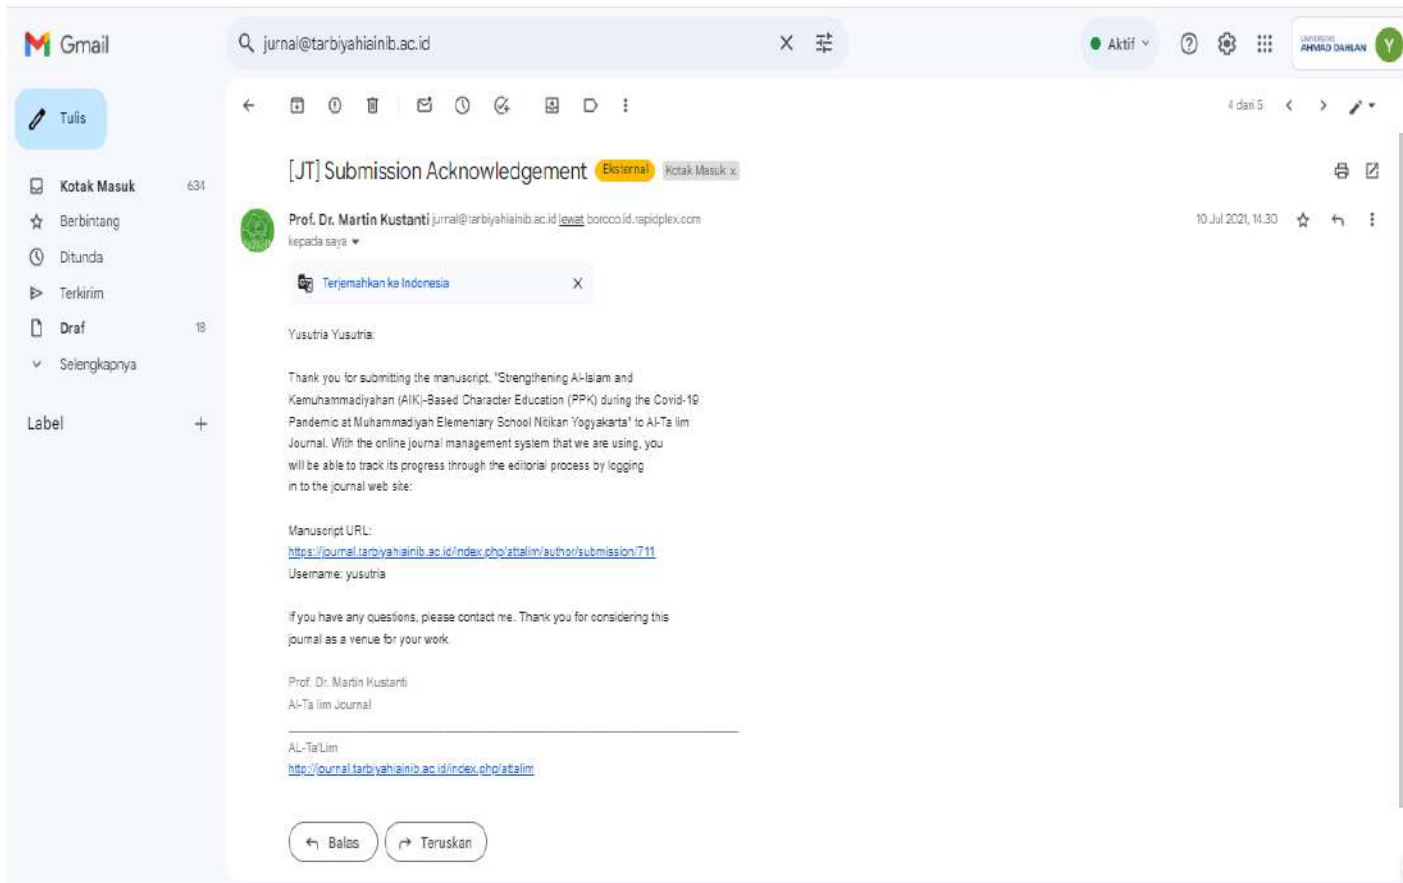 Gmail
jurnal@tarbiyahiainib.ac.id
Aktif
UNIVERSITAS
AHMAD DAHLAN
Y
Tulis
4 dari 5
[JT] Submission Acknowledgement Eksternal Kotak Masuk x
Kotak Masuk 634
Berbintang
Ditunda
Terkirim
Draf 18
Selengkapnya
Label +
Prof. Dr. Martin Kustanti jurnal@tarbiyahiainib.ac.id lewat boroco.id.rapidplex.com
10 Jul 2021, 14.30
kepada saya
Terjemahkan ke Indonesia
Yusutria Yusutria:
Thank you for submitting the manuscript, "Strengthening Al-Islam and
Kemuhammadiyahan (AIK)-Based Character Education (PPK) during the Covid-19
Pandemic at Muhammadiyah Elementary School Nitikan Yogyakarta" to Al-Ta lim
Journal. With the online journal management system that we are using, you
will be able to track its progress through the editorial process by logging
in to the journal web site:
Manuscript URL:
https://journal.tarbiyahiainib.ac.id/index.php/attalim/author/submission/711
Username: yusutria
If you have any questions, please contact me. Thank you for considering this
journal as a venue for your work.
Prof. Dr. Martin Kustanti
Al-Ta lim Journal
AL-Ta'Lim
http://journal.tarbiyahiainib.ac.id/index.php/attalim
Balas
Teruskan